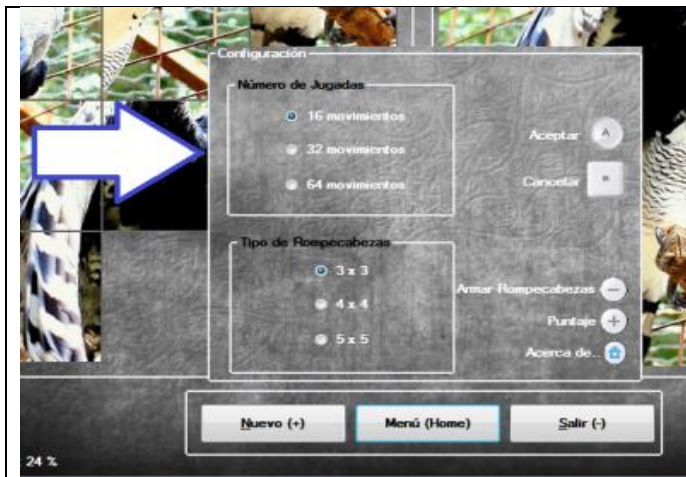 Configuración
Número de Jugadas
16 movimientos
32 movimientos
64 movimientos
Aceptar A
Cancelar B
Tipo de Rompecabezas
3 x 3
4 x 4
5 x 5
Armar Rompecabezas −
Puntaje +
Acerca de..
Nuevo (+)
Menú (Home)
Salir (-)
24 %